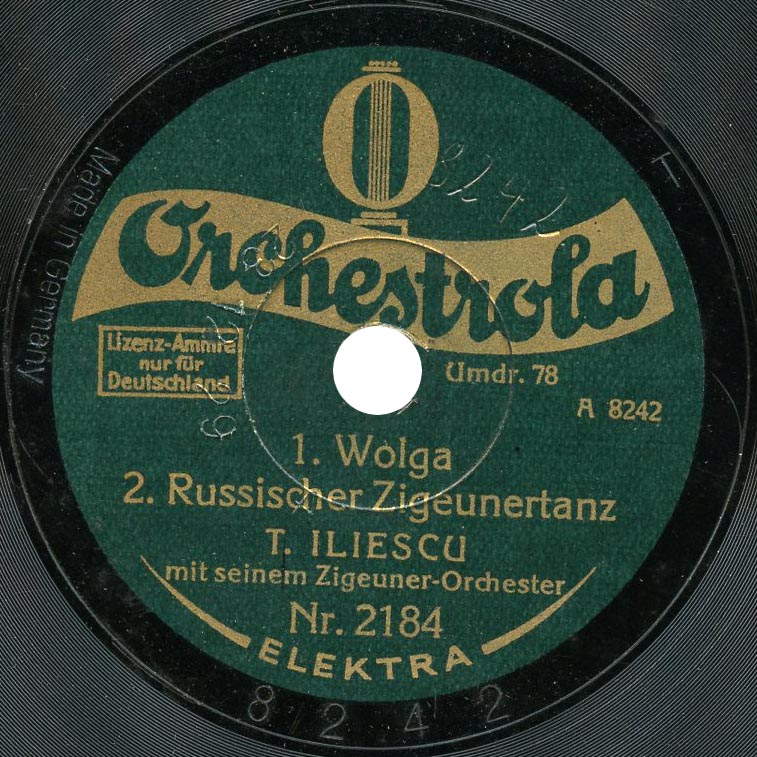 8242
Orchestrola
Made in Germany
Lizenz-Ammre
nur für
Deutschland
Umdr. 78
A 8242
1. Wolga
2. Russischer Zigeunertanz
T. ILIESCU
mit seinem Zigeuner-Orchester
Nr. 2184
ELEKTRA
8242